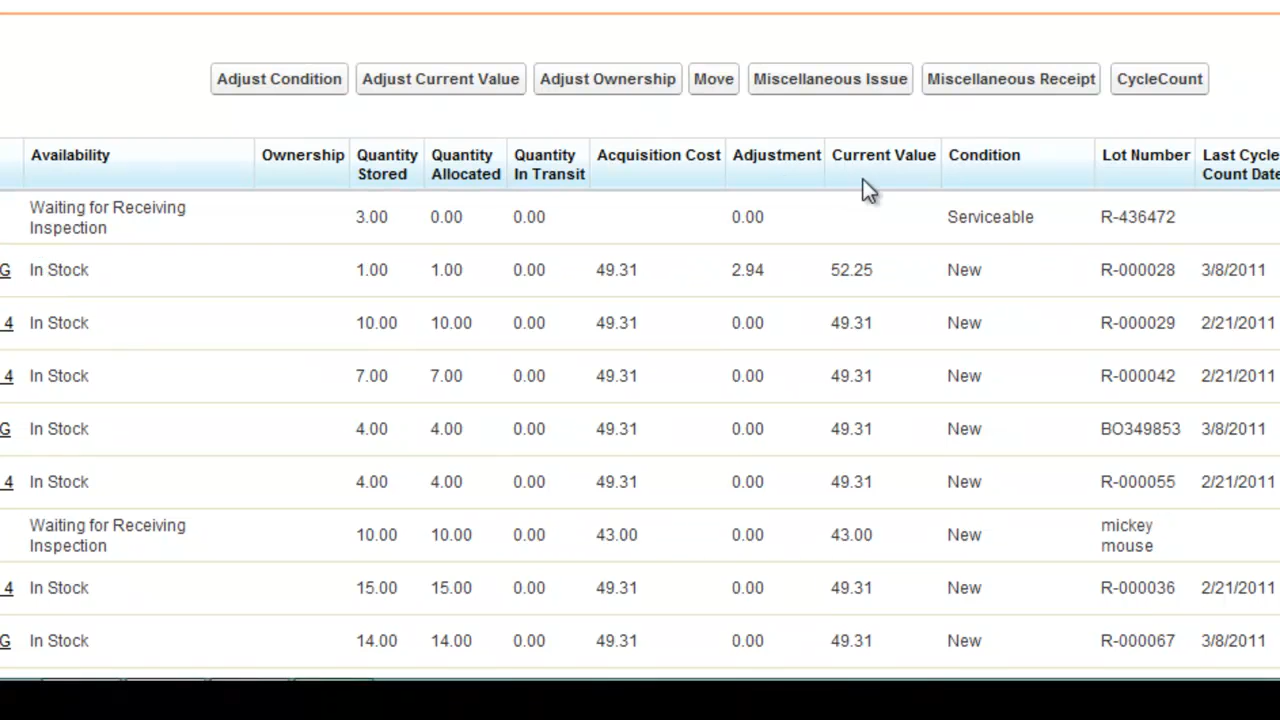 Adjust Condition Adjust Current Value Adjust Ownership Move Miscellaneous Issue Miscellaneous Receipt CycleCount
Availability Ownership Quantity Stored Quantity Allocated Quantity In Transit Acquisition Cost Adjustment Current Value Condition Lot Number Last Cycle Count Date
Waiting for Receiving Inspection 3.00 0.00 0.00 0.00 Serviceable R-436472
G In Stock 1.00 1.00 0.00 49.31 2.94 52.25 New R-000028 3/8/2011
4 In Stock 10.00 10.00 0.00 49.31 0.00 49.31 New R-000029 2/21/2011
4 In Stock 7.00 7.00 0.00 49.31 0.00 49.31 New R-000042 2/21/2011
G In Stock 4.00 4.00 0.00 49.31 0.00 49.31 New BO349853 3/8/2011
4 In Stock 4.00 4.00 0.00 49.31 0.00 49.31 New R-000055 2/21/2011
Waiting for Receiving Inspection 10.00 10.00 0.00 43.00 0.00 43.00 New mickey mouse
4 In Stock 15.00 15.00 0.00 49.31 0.00 49.31 New R-000036 2/21/2011
G In Stock 14.00 14.00 0.00 49.31 0.00 49.31 New R-000067 3/8/2011